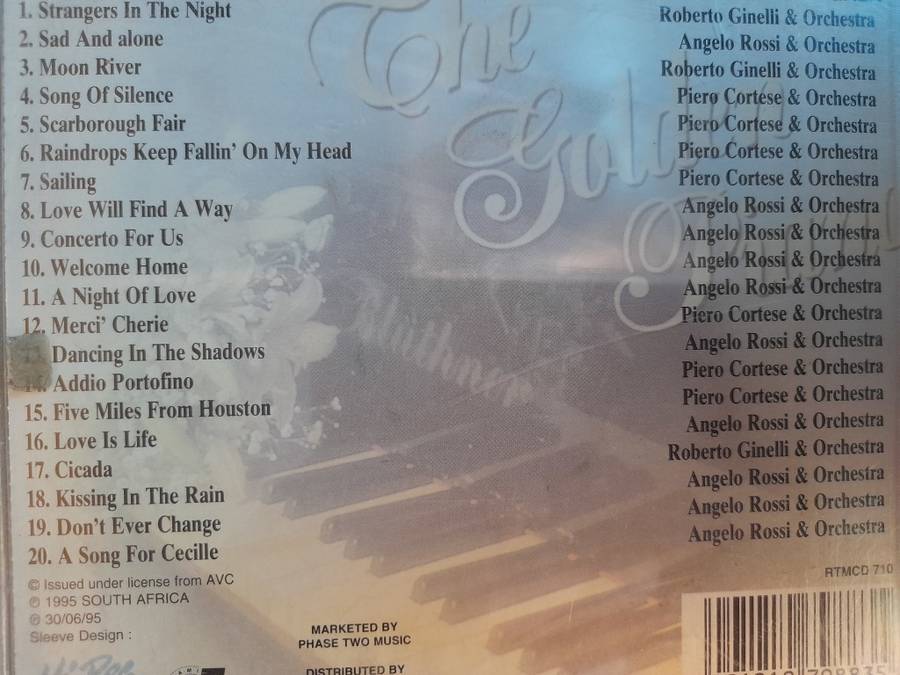 The
Golden
1. Strangers In The Night Roberto Ginelli & Orchestra
2. Sad And alone Angelo Rossi & Orchestra
3. Moon River Roberto Ginelli & Orchestra
4. Song Of Silence Piero Cortese & Orchestra
5. Scarborough Fair Piero Cortese & Orchestra
6. Raindrops Keep Fallin' On My Head Piero Cortese & Orchestra
7. Sailing Piero Cortese & Orchestra
8. Love Will Find A Way Angelo Rossi & Orchestra
9. Concerto For Us Angelo Rossi & Orchestra
10. Welcome Home Angelo Rossi & Orchestra
11. A Night Of Love Angelo Rossi & Orchestra
12. Merci' Cherie Piero Cortese & Orchestra
Dancing In The Shadows Angelo Rossi & Orchestra
14. Addio Portofino Piero Cortese & Orchestra
15. Five Miles From Houston Piero Cortese & Orchestra
16. Love Is Life Angelo Rossi & Orchestra
17. Cicada Roberto Ginelli & Orchestra
18. Kissing In The Rain Angelo Rossi & Orchestra
19. Don't Ever Change Angelo Rossi & Orchestra
20. A Song For Cecille Angelo Rossi & Orchestra
RTMCD 710
© Issued under license from AVC
℗ 1995 SOUTH AFRICA
℗ 30/06/95
Sleeve Design :
MARKETED BY
PHASE TWO MUSIC
DISTRIBUTED BY